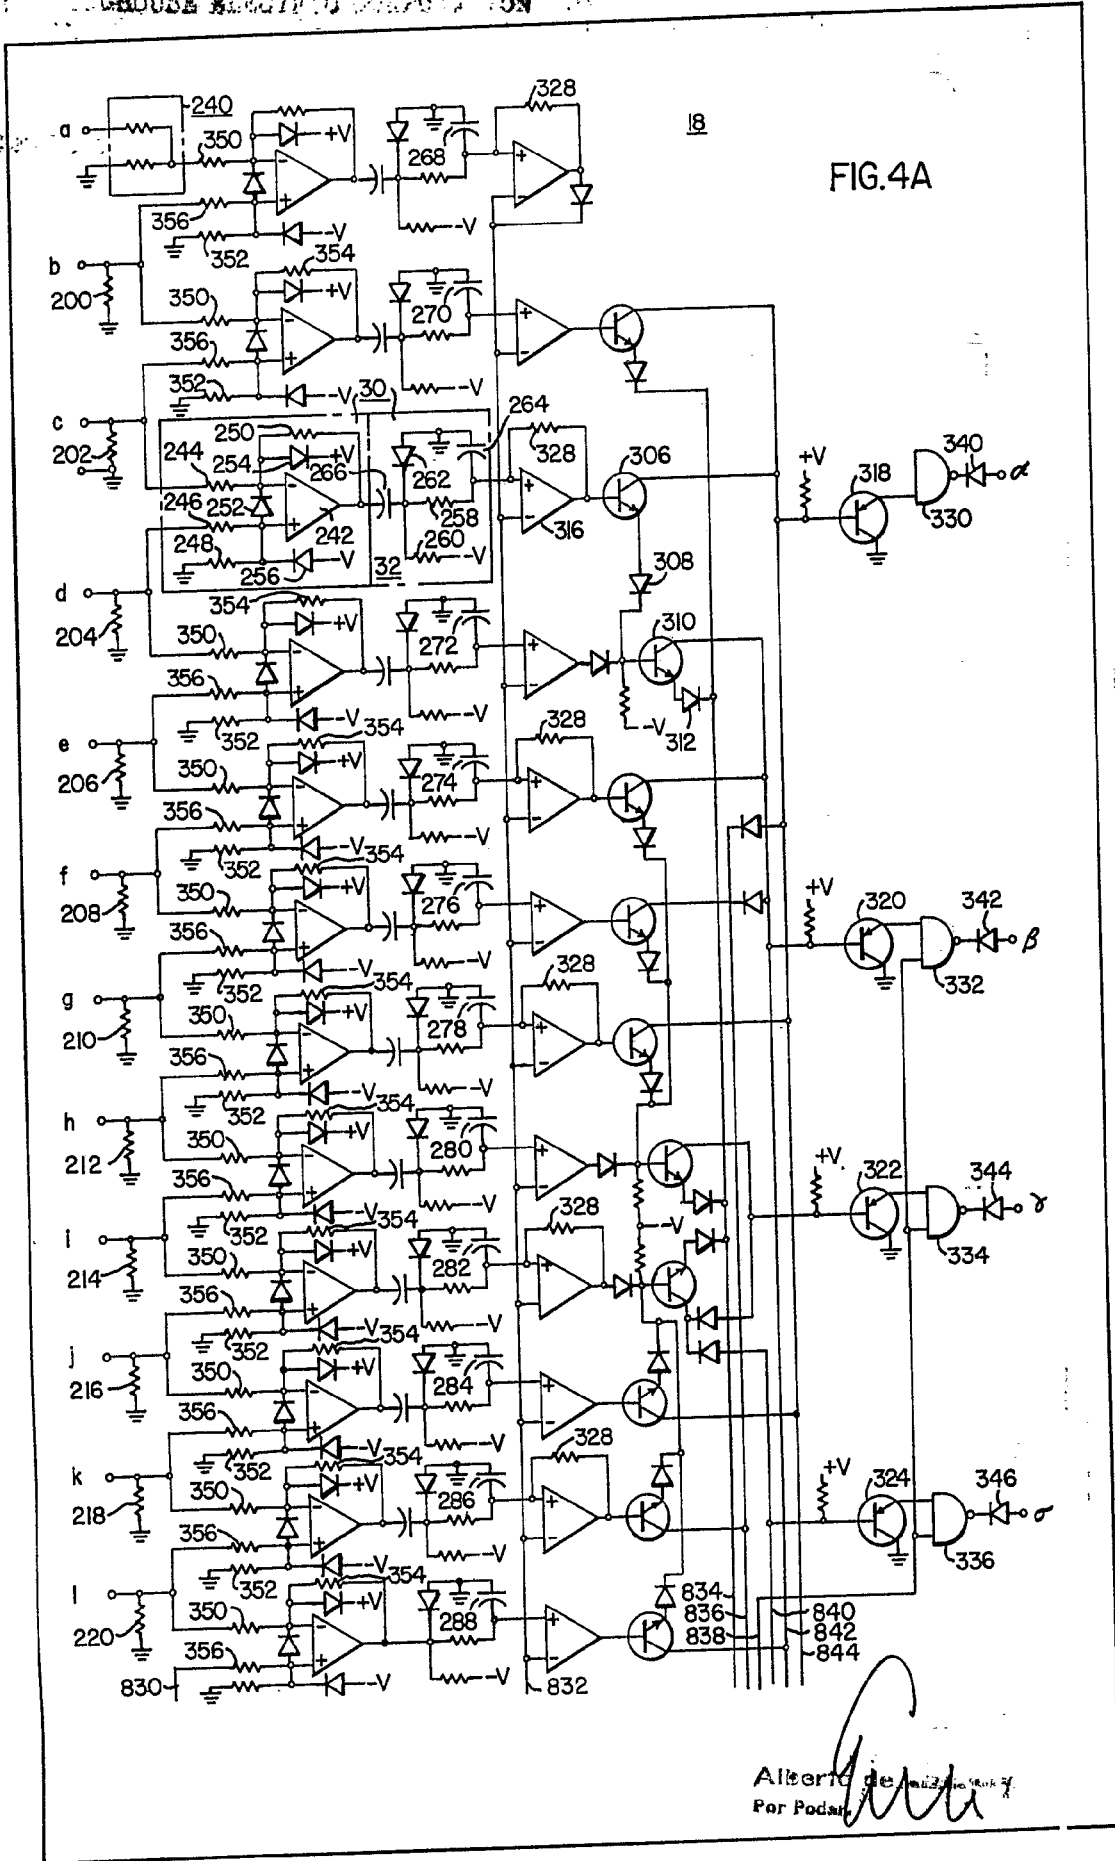 240
328
18
a
350
+V
268
FIG.4A
356
352
-V
-V
b
354
200
350
+V
270
356
352
-V
-V
c
30
264
250
328
306
340
202
244
254
+V
266
262
+V
318
α
246
252
258
316
330
248
242
260
-V
256
-V
32
308
d
354
204
350
+V
272
310
356
352
-V
-V
-V
312
354
328
e
350
+V
274
206
356
352
-V
-V
354
f
350
+V
276
208
+V
320
342
β
356
332
352
-V
-V
354
328
g
350
+V
278
210
356
352
-V
-V
354
h
350
+V
280
212
+V
322
344
γ
356
352
-V
-V
354
328
-V
334
i
350
+V
282
214
356
352
-V
-V
354
j
350
+V
284
216
356
352
-V
-V
354
328
k
350
+V
286
218
+V
324
346
σ
356
336
352
-V
-V
354
l
350
+V
288
220
834
836
838
840
842
844
356
830
-V
-V
832
Alberto de
Por Poder